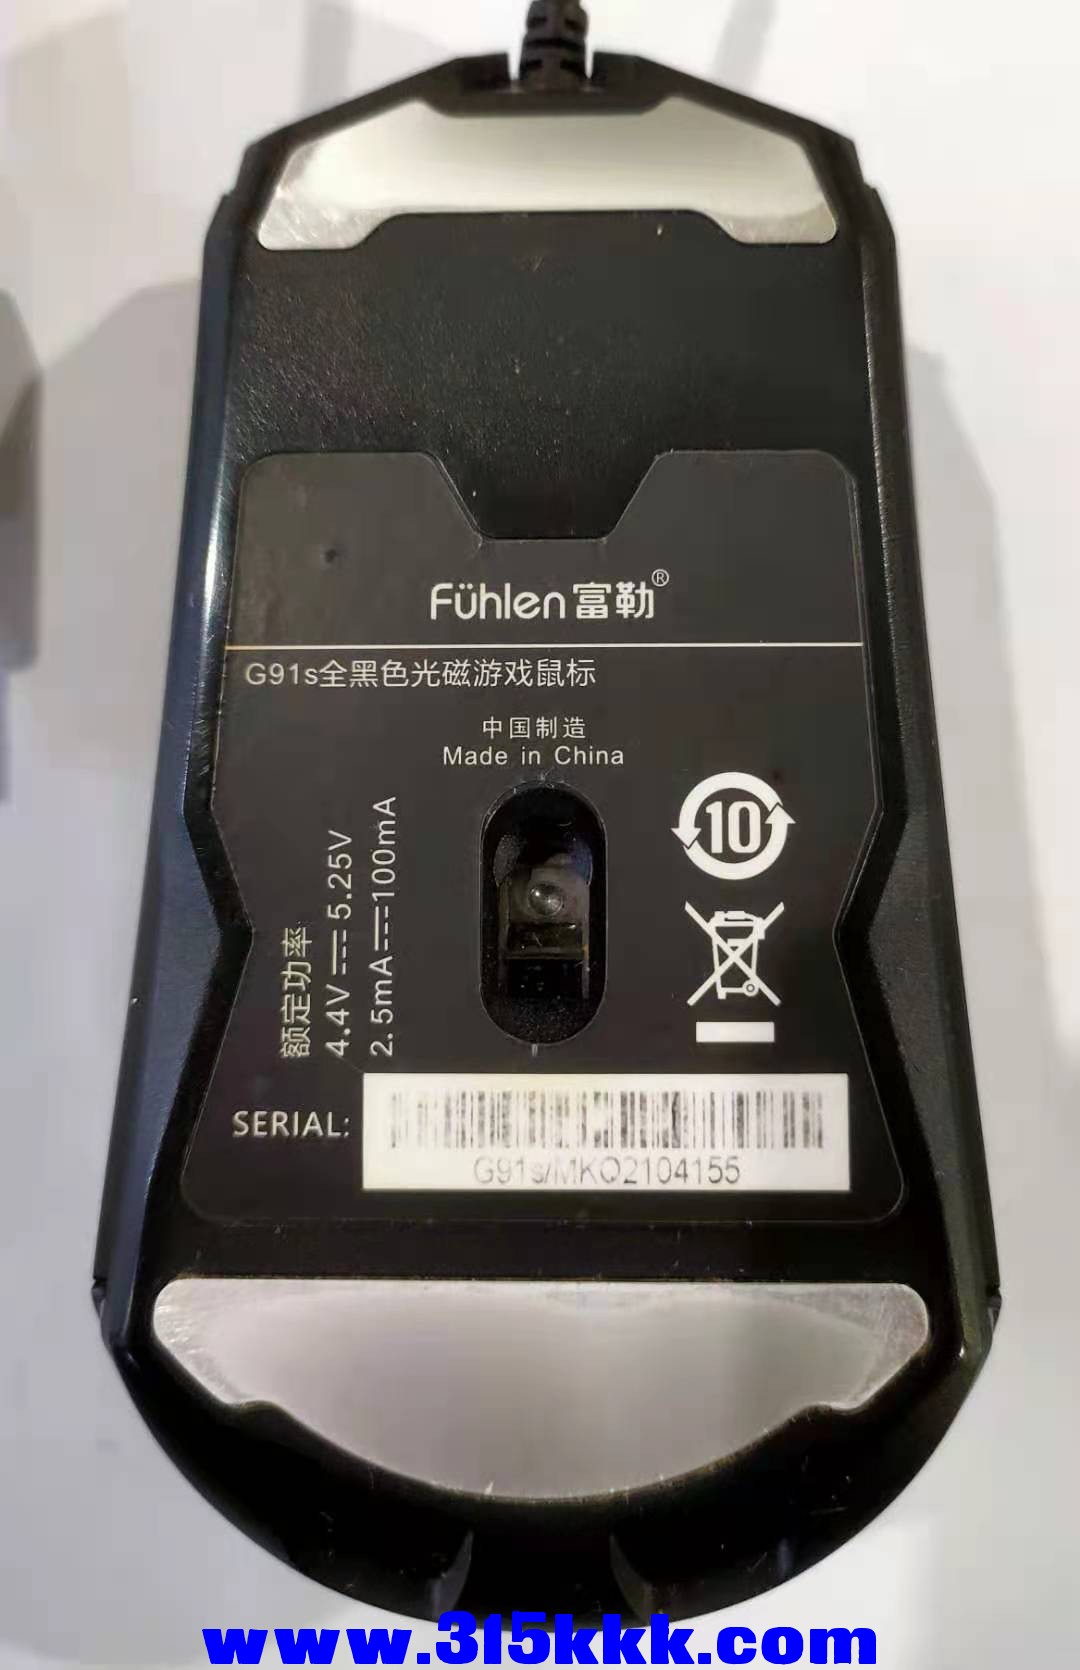 Fühlen富勒®
G91s全黑色光磁游戏鼠标
中国制造
Made in China
额定功率
4.4V⎓5.25V
2.5mA⎓100mA
10
SERIAL:
G91s/MKQ2104155
www.315kkk.com